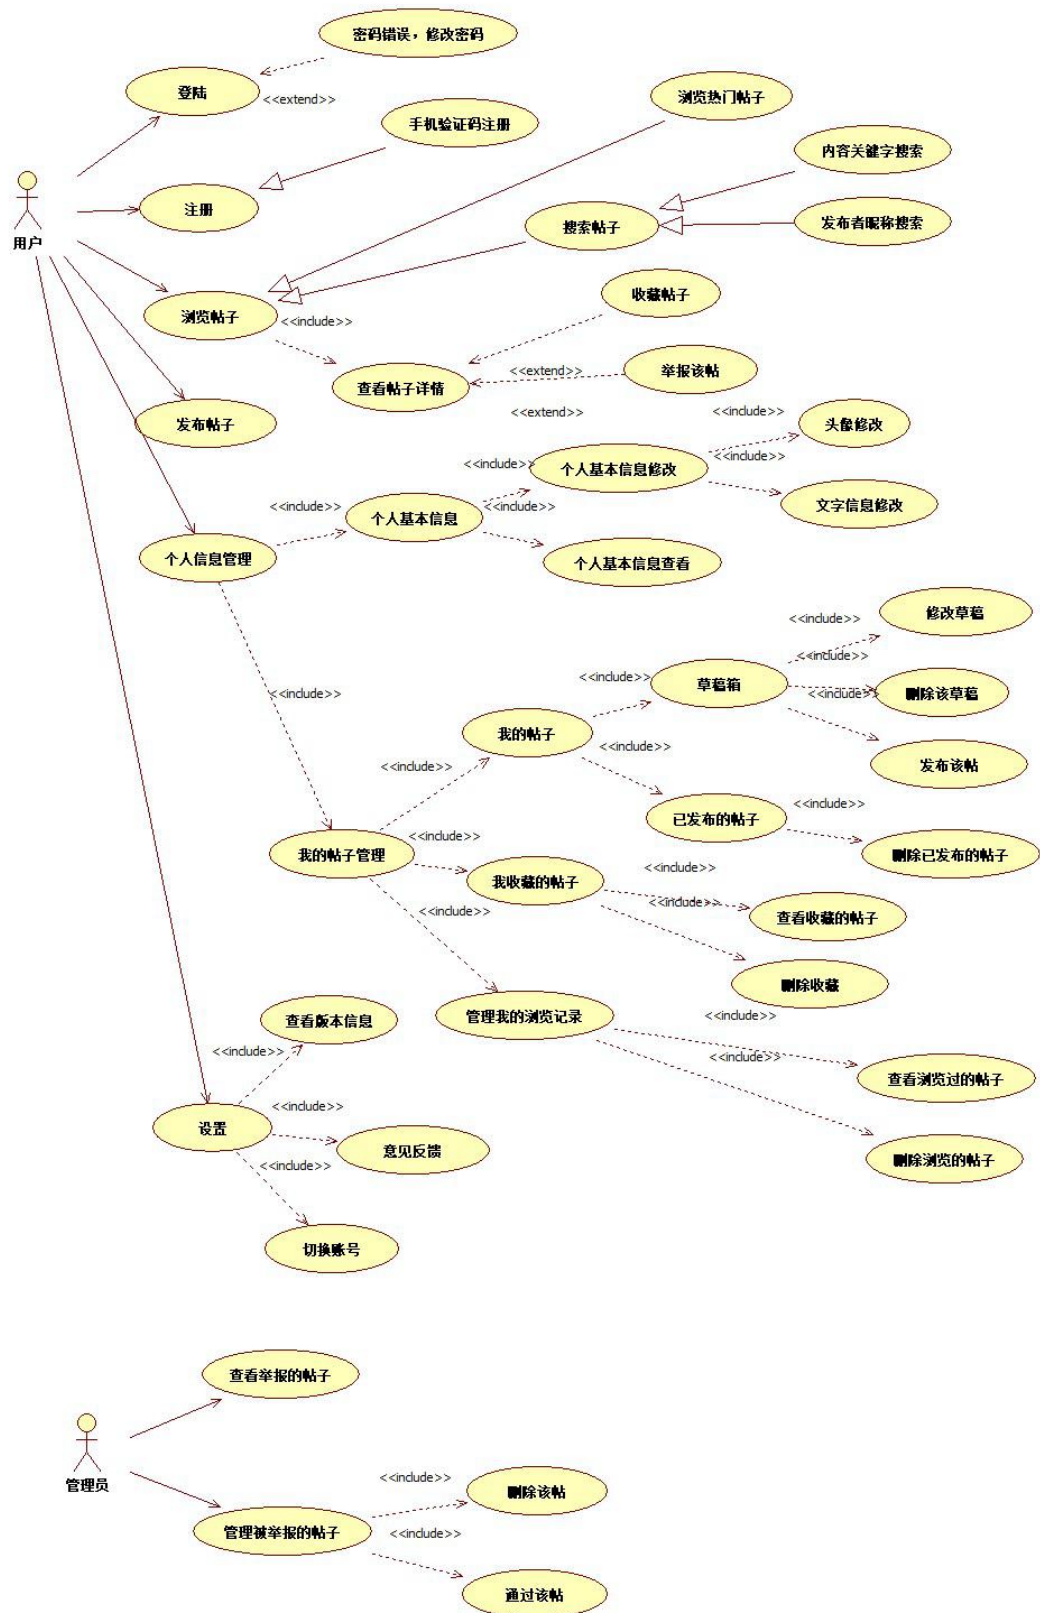 密码错误，修改密码
登陆
<<extend>>
浏览热门帖子
手机验证码注册
内容关键字搜索
注册
搜索帖子
发布者昵称搜索
用户
收藏帖子
浏览帖子
<<include>>
查看帖子详情
<<extend>>
举报该帖
<<extend>>
发布帖子
<<include>>
头像修改
<<include>>
<<include>>
个人基本信息修改
<<include>>
个人基本信息
<<include>>
文字信息修改
个人信息管理
个人基本信息查看
<<include>>
修改草稿
<<include>>
<<include>>
草稿箱
<<include>>
删除该草稿
<<include>>
我的帖子
<<include>>
发布该帖
<<include>>
已发布的帖子
<<include>>
我的帖子管理
<<include>>
删除已发布的帖子
我收藏的帖子
<<include>>
<<include>>
查看收藏的帖子
<<include>>
删除收藏
查看版本信息
管理我的浏览记录
<<include>>
<<include>>
<<include>>
查看浏览过的帖子
设置
<<include>>
意见反馈
删除浏览的帖子
<<include>>
切换账号
查看举报的帖子
管理员
<<include>>
删除该帖
管理被举报的帖子
<<include>>
通过该帖